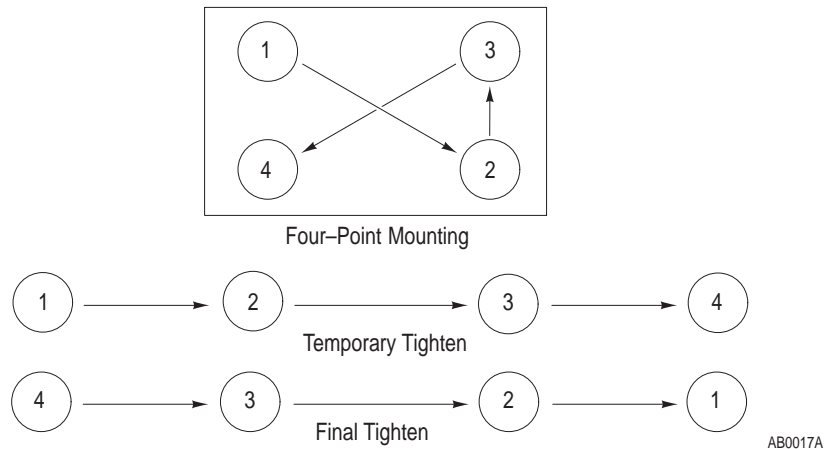 1 3
4 2
Four–Point Mounting
1 2 3 4
Temporary Tighten
4 3 2 1
Final Tighten
AB0017A